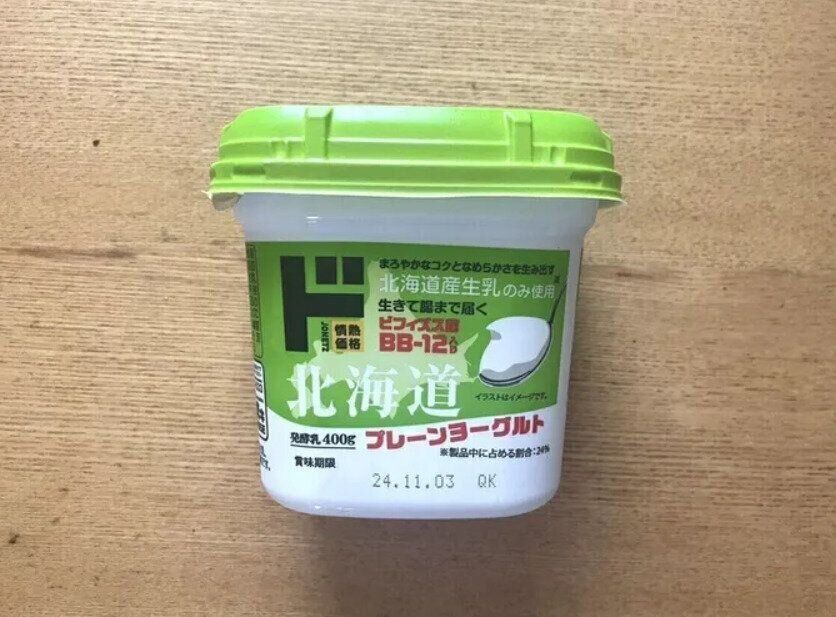 まろやかなコクとなめらかさを生み出す
北海道産生乳のみ使用
生きて腸まで届く
ビフィズス菌
BB-12入り
ド
JONETZ
情熱
価格
北海道
イラストはイメージです。
発酵乳 400g
プレーンヨーグルト
※製品中に占める割合:24%
賞味期限
24.11.03 QK